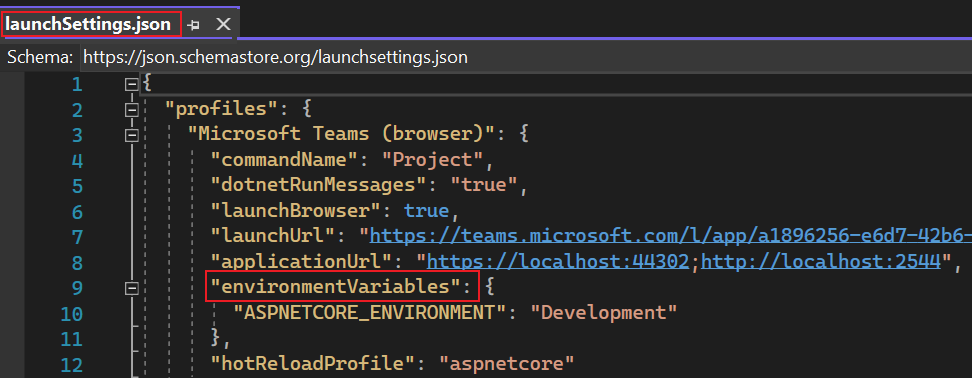 launchSettings.json
Schema: https://json.schemastore.org/launchsettings.json
1 {
2 "profiles": {
3 "Microsoft Teams (browser)": {
4 "commandName": "Project",
5 "dotnetRunMessages": "true",
6 "launchBrowser": true,
7 "launchUrl": "https://teams.microsoft.com/l/app/a1896256-e6d7-42b6-
8 "applicationUrl": "https://localhost:44302;http://localhost:2544",
9 "environmentVariables": {
10 "ASPNETCORE_ENVIRONMENT": "Development"
11 },
12 "hotReloadProfile": "aspnetcore"